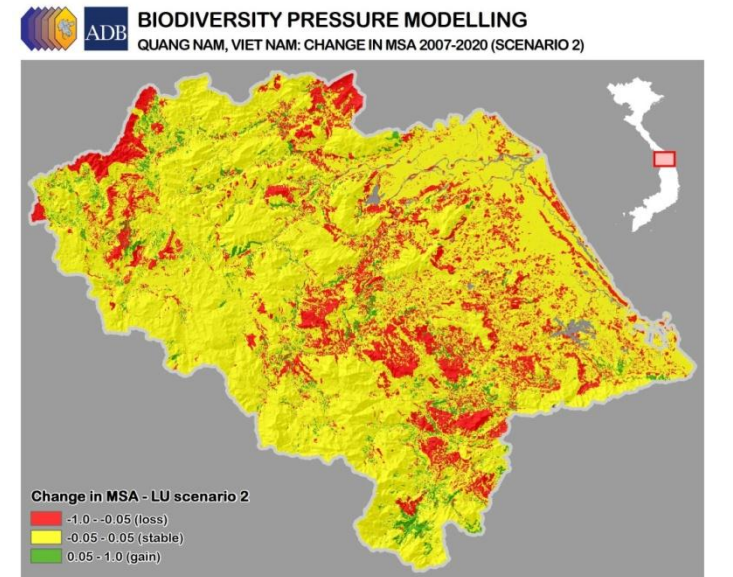 ADB
BIODIVERSITY PRESSURE MODELLING
QUANG NAM, VIET NAM: CHANGE IN MSA 2007-2020 (SCENARIO 2)
Change in MSA - LU scenario 2
-1.0 - -0.05 (loss)
-0.05 - 0.05 (stable)
0.05 - 1.0 (gain)